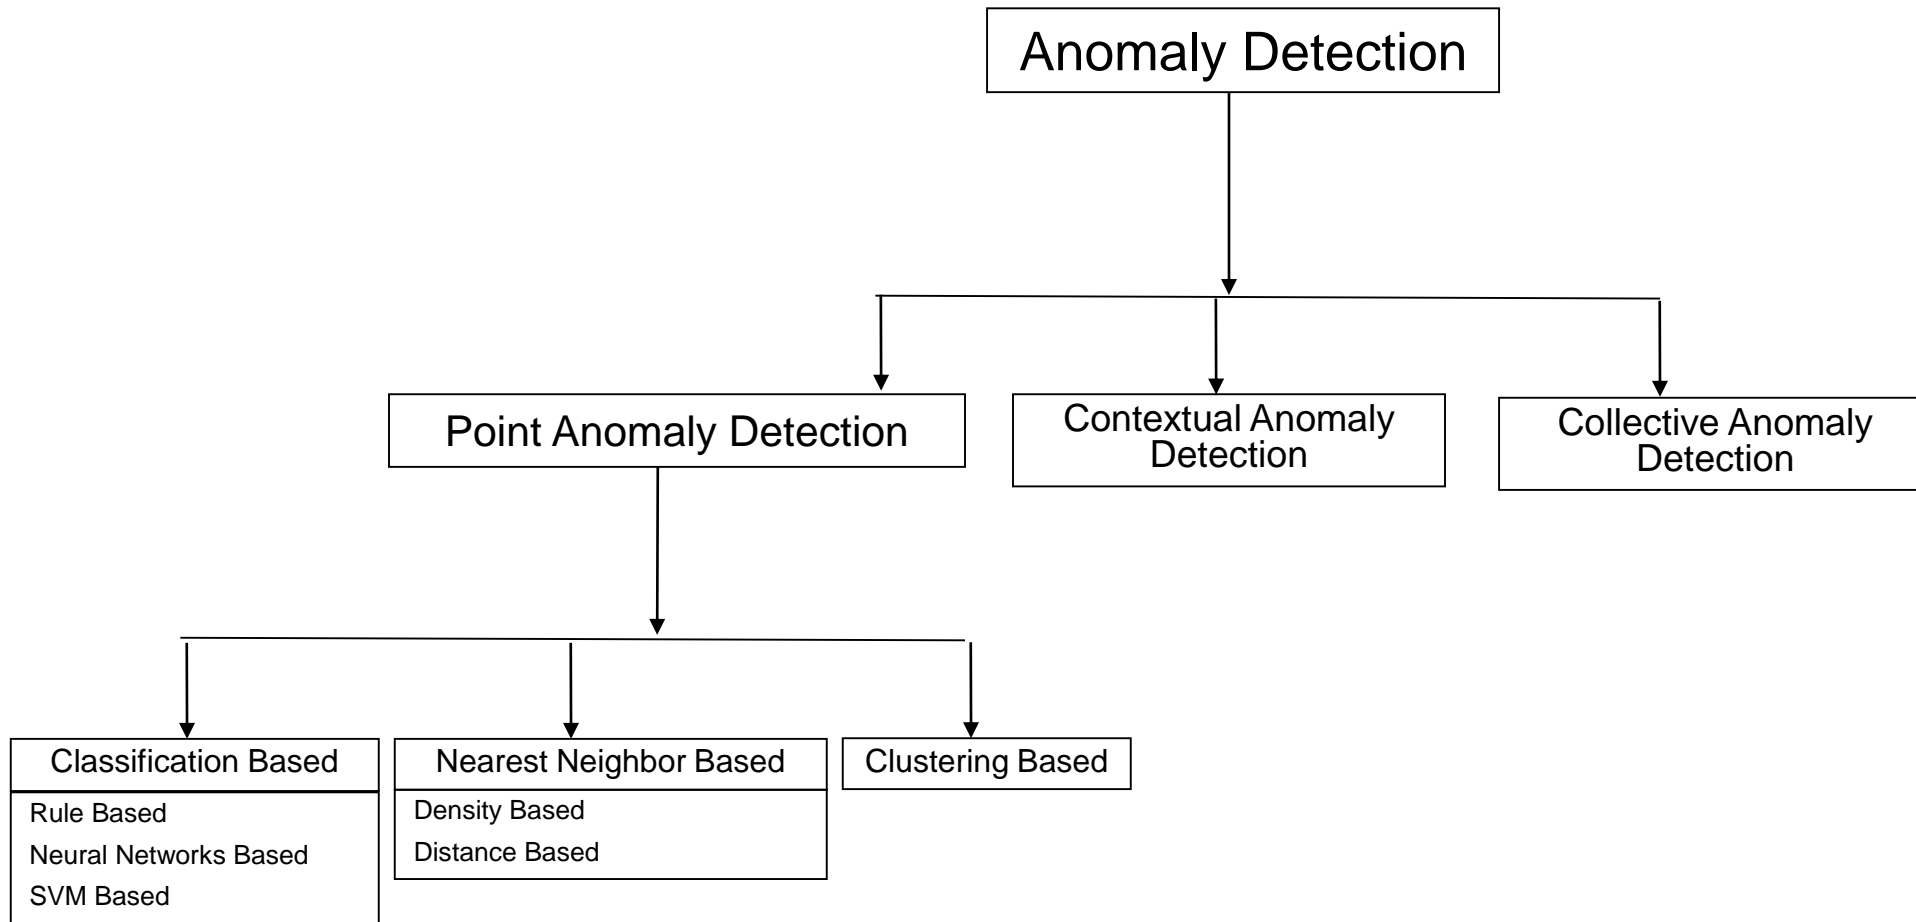 Anomaly Detection
Point Anomaly Detection
Contextual Anomaly
Detection
Collective Anomaly
Detection
Classification Based
Rule Based
Neural Networks Based
SVM Based
Nearest Neighbor Based
Density Based
Distance Based
Clustering Based